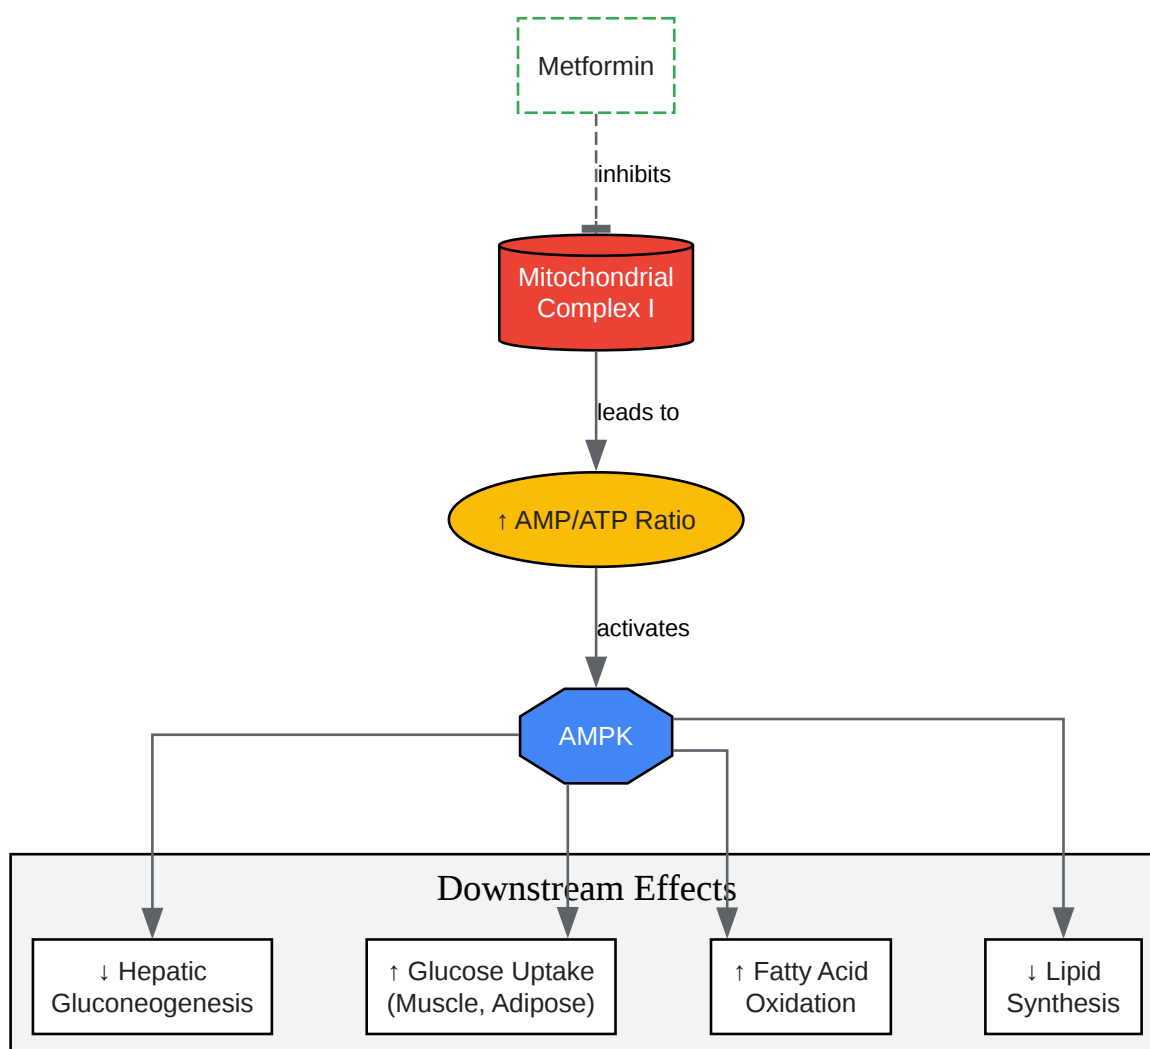 Metformin
inhibits
Mitochondrial
Complex I
leads to
↑ AMP/ATP Ratio
activates
AMPK
Downstream Effects
↓ Hepatic
Gluconeogenesis
↑ Glucose Uptake
(Muscle, Adipose)
↑ Fatty Acid
Oxidation
↓ Lipid
Synthesis